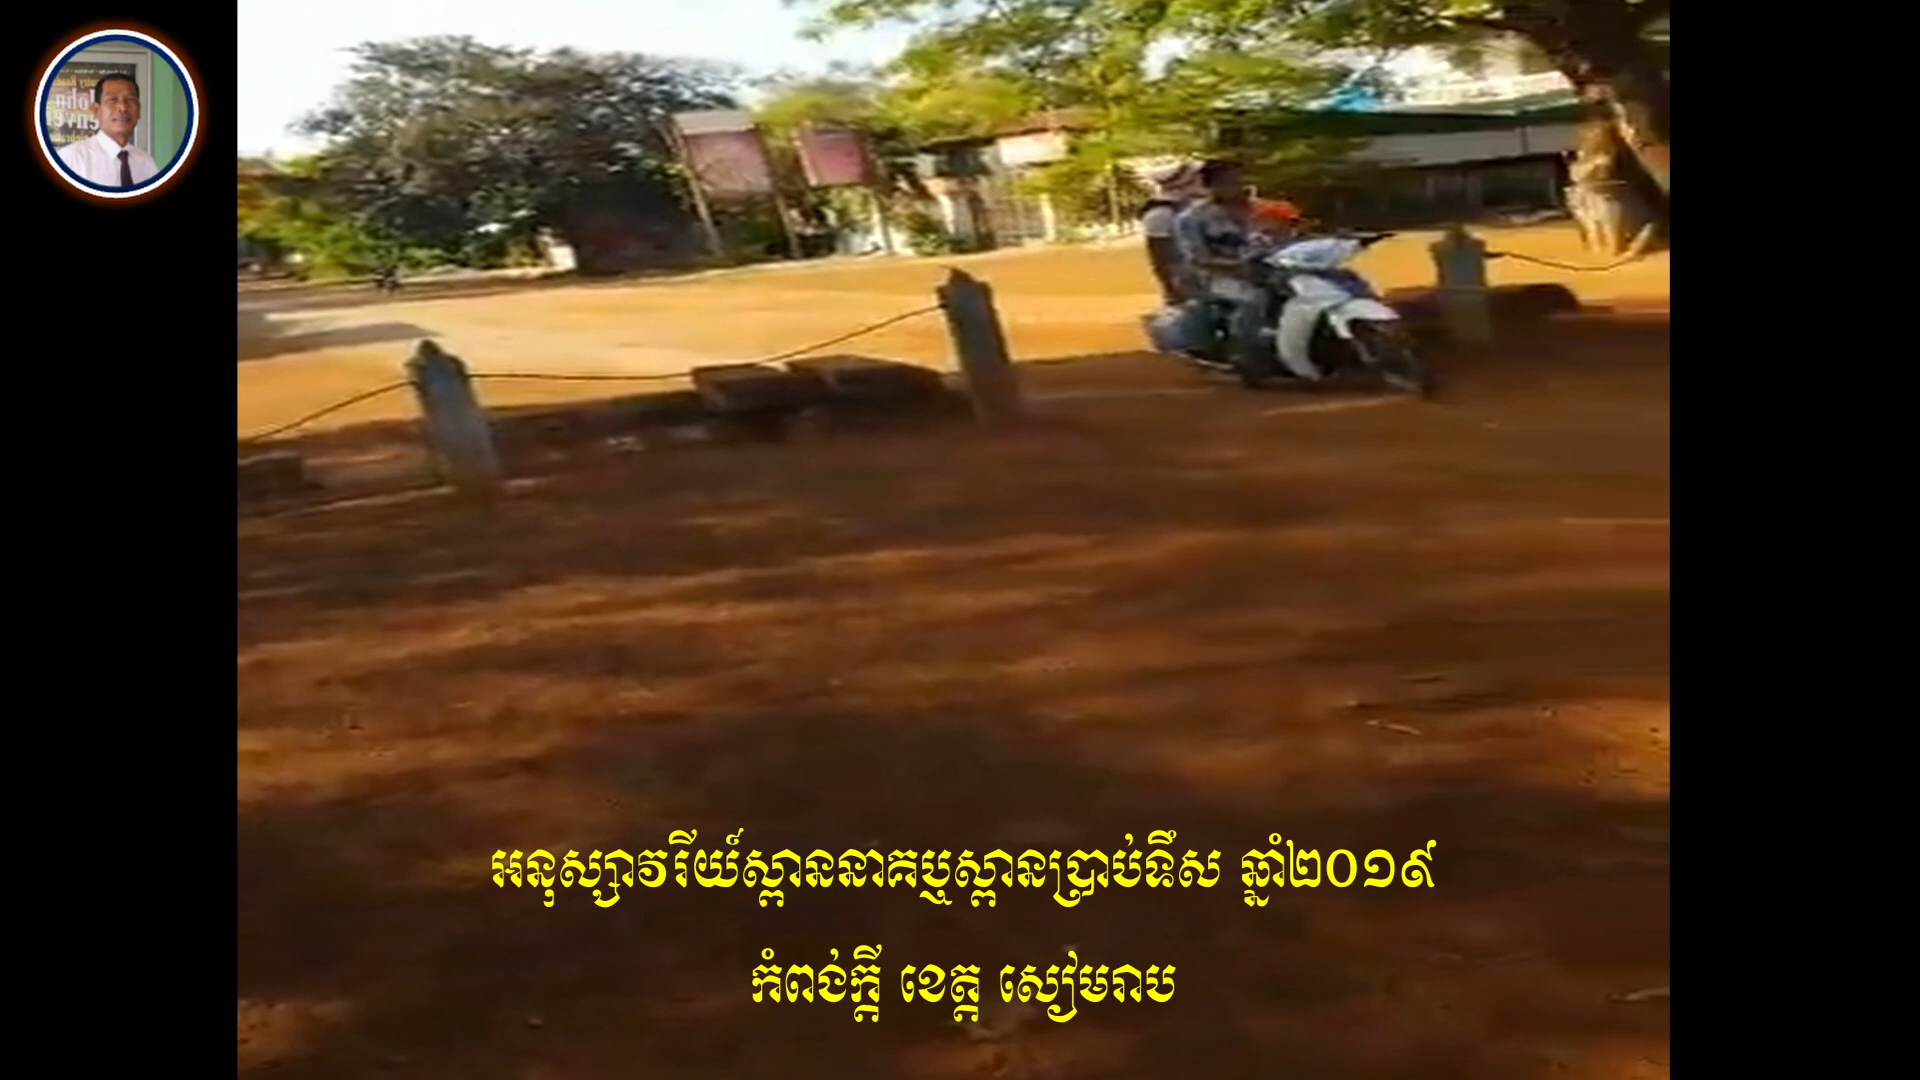 អនុស្សាវរីយ៍ស្ពាននាគឬស្ពានប្រាប់ទិស ឆ្នាំ២០១៩
កំពង់ក្ដី ខេត្ត សៀមរាប